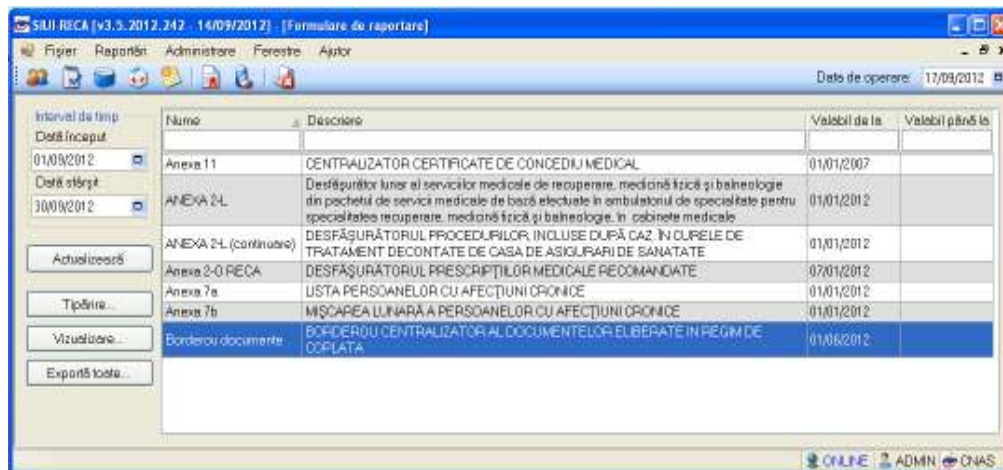 SIUI-RECA [v3.5.2012.242 - 14/09/2012] - [Formulare de raportare]
Fişier Raportări Administrare Ferestre Ajutor
Data de operare: 17/09/2012
Interval de timp
Dată început
01/09/2012
Dată sfârşit
30/09/2012
Actualizează
Tipărire...
Vizualizare...
Exportă toate...
Nume Descriere Valabil de la Valabil până la
Anexa 11 CENTRALIZATOR CERTIFICATE DE CONCEDIU MEDICAL 01/01/2007
ANEXA 2-L Desfăşurător lunar al serviciilor medicale de recuperare, medicină fizică şi balneologie
din pachetul de servicii medicale de bază efectuate în ambulatoriul de specialitate pentru 01/01/2012
specialitatea recuperare, medicină fizică şi balneologie, în cabinete medicale
ANEXA 2-L (continuare) DESFĂŞURĂTORUL PROCEDURILOR, INCLUSE DUPĂ CAZ, ÎN CURELE DE
TRATAMENT DECONTATE DE CASA DE ASIGURARI DE SANATATE 01/01/2012
Anexa 2-O RECA DESFĂŞURĂTORUL PRESCRIPŢIILOR MEDICALE RECOMANDATE 07/01/2012
Anexa 7a LISTA PERSOANELOR CU AFECŢIUNI CRONICE 01/01/2012
Anexa 7b MIŞCAREA LUNARĂ A PERSOANELOR CU AFECŢIUNI CRONICE 01/01/2012
Borderou documente BORDEROU CENTRALIZATOR AL DOCUMENTELOR ELIBERATE IN REGIM DE
COPLATA 01/06/2012
ONLINE ADMIN CNAS